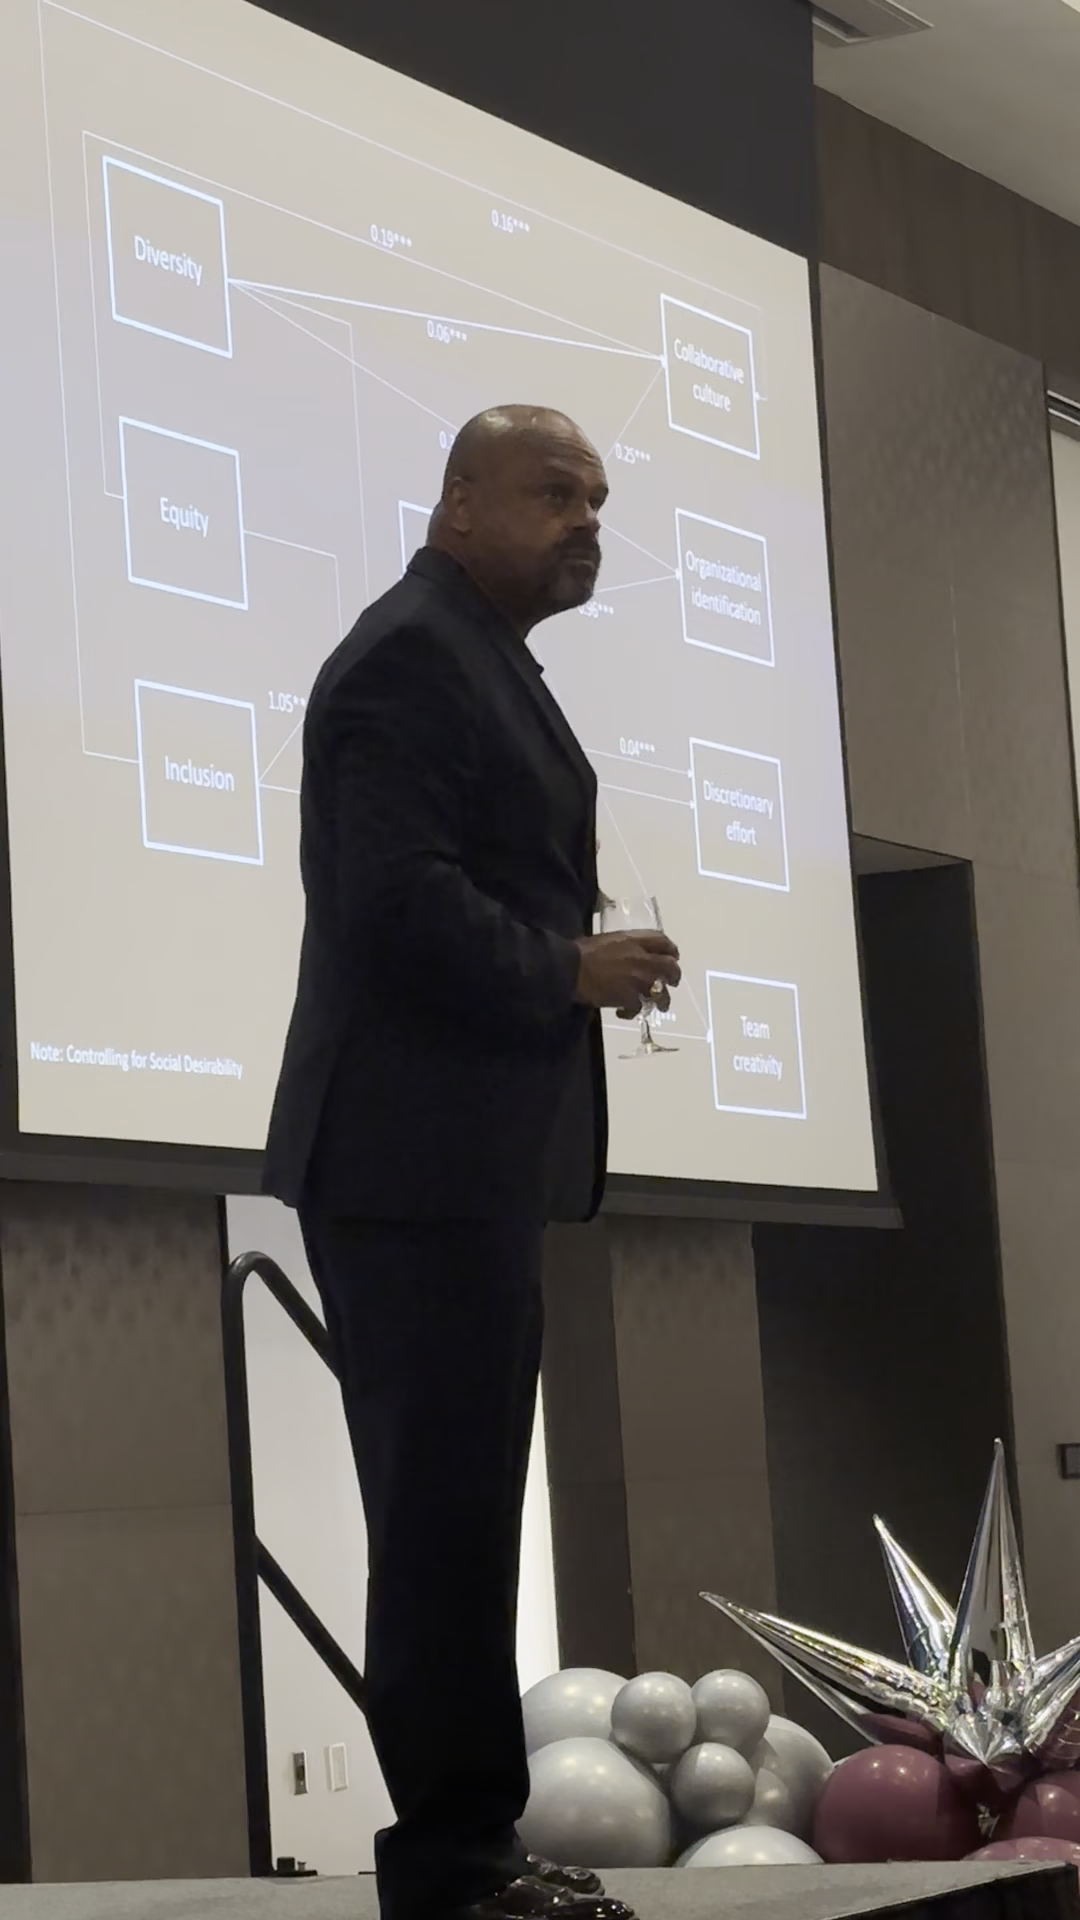 0.16***
0.19***
Diversity
0.06***
Collaborative
culture
0.25***
Equity
Organizational
identification
Inclusion
1.05**
0.04***
Discretionary
effort
Team
creativity
Note: Controlling for Social Desirability